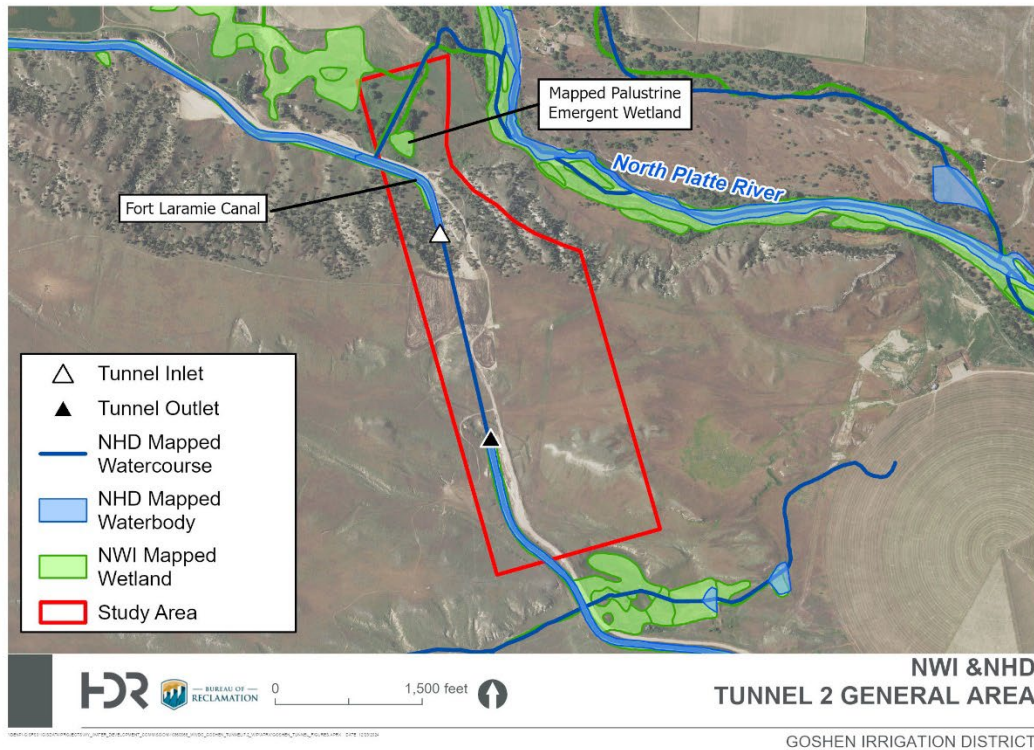 Mapped Palustrine
Emergent Wetland
North Platte River
Fort Laramie Canal
Tunnel Inlet
Tunnel Outlet
NHD Mapped
Watercourse
NHD Mapped
Waterbody
NWI Mapped
Wetland
Study Area
HDR
BUREAU OF
RECLAMATION
0 1,500 feet
NWI &NHD
TUNNEL 2 GENERAL AREA
GOSHEN IRRIGATION DISTRICT